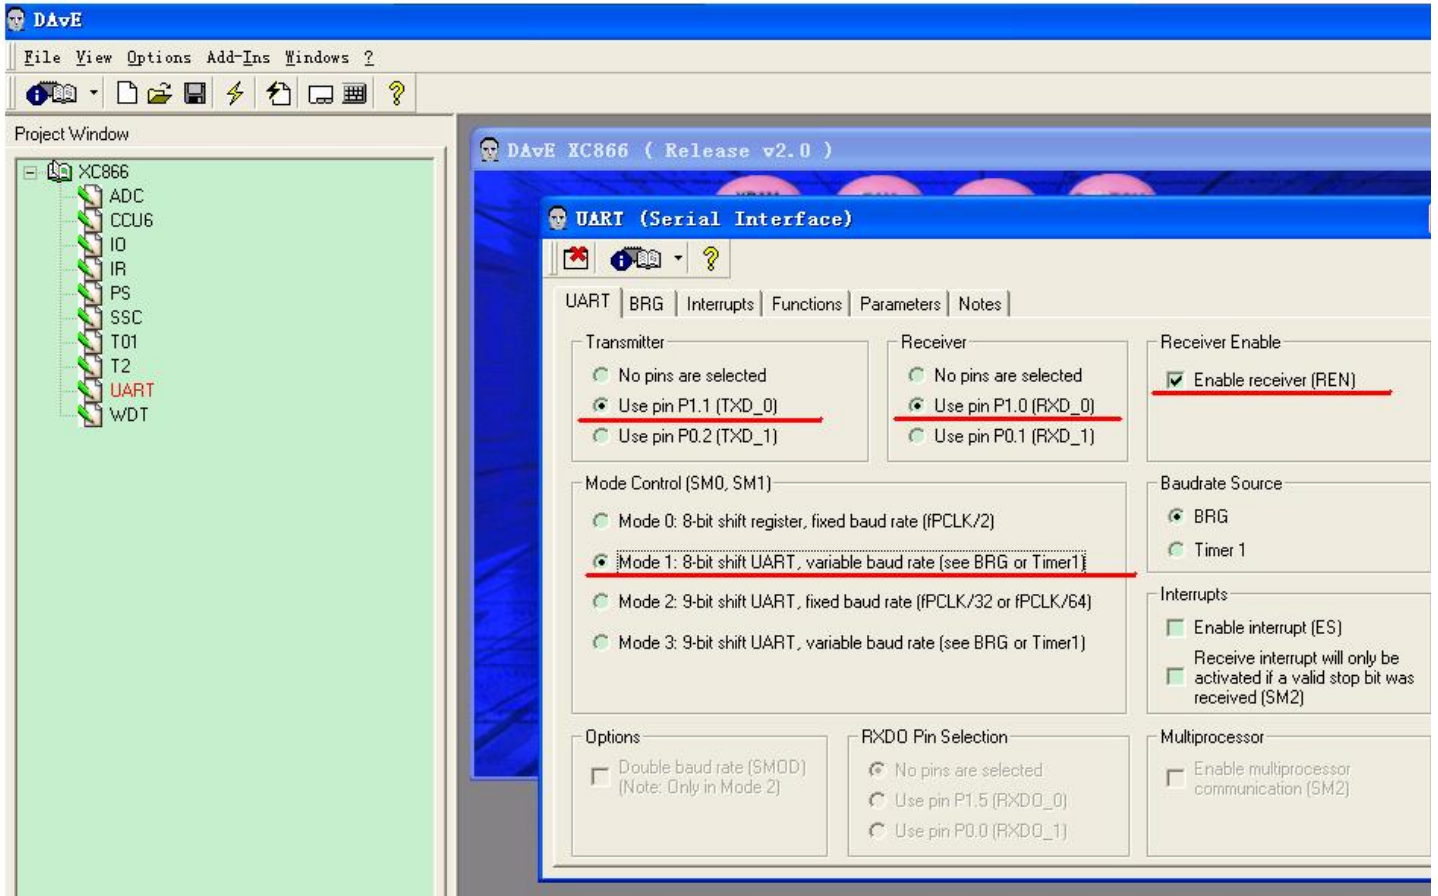 DAvE
File View Options Add-Ins Windows ?
Project Window
XC866
ADC
CCU6
IO
IR
PS
SSC
T01
T2
UART
WDT
DAvE XC866 ( Release v2.0 )
UART (Serial Interface)
UART BRG Interrupts Functions Parameters Notes
Transmitter
No pins are selected
Use pin P1.1 (TXD_0)
Use pin P0.2 (TXD_1)
Receiver
No pins are selected
Use pin P1.0 (RXD_0)
Use pin P0.1 (RXD_1)
Receiver Enable
Enable receiver (REN)
Mode Control (SM0, SM1)
Mode 0: 8-bit shift register, fixed baud rate (fPCLK/2)
Mode 1: 8-bit shift UART, variable baud rate (see BRG or Timer1)
Mode 2: 9-bit shift UART, fixed baud rate (fPCLK/32 or fPCLK/64)
Mode 3: 9-bit shift UART, variable baud rate (see BRG or Timer1)
Baudrate Source
BRG
Timer 1
Interrupts
Enable interrupt (ES)
Receive interrupt will only be
activated if a valid stop bit was
received (SM2)
Options
Double baud rate (SMOD)
(Note: Only in Mode 2)
RXDO Pin Selection
No pins are selected
Use pin P1.5 (RXDO_0)
Use pin P0.0 (RXDO_1)
Multiprocessor
Enable multiprocessor
communication (SM2)